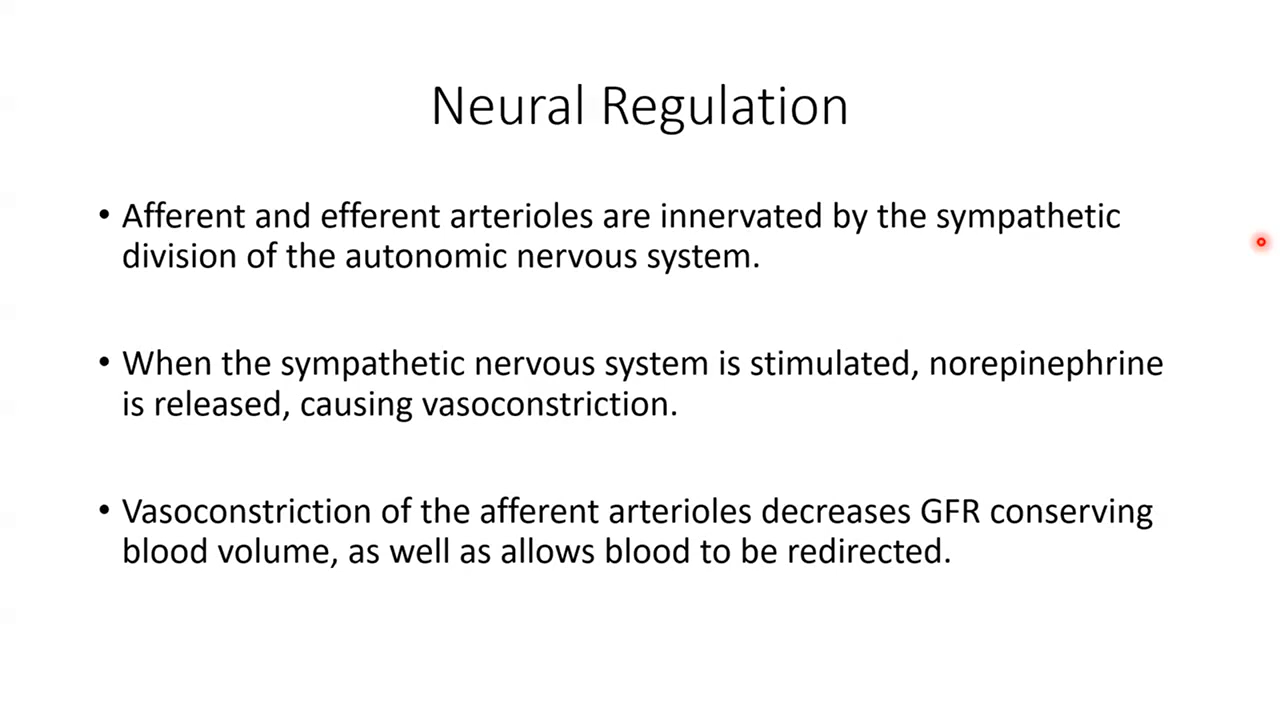 Neural Regulation
• Afferent and efferent arterioles are innervated by the sympathetic
division of the autonomic nervous system.
• When the sympathetic nervous system is stimulated, norepinephrine
is released, causing vasoconstriction.
• Vasoconstriction of the afferent arterioles decreases GFR conserving
blood volume, as well as allows blood to be redirected.